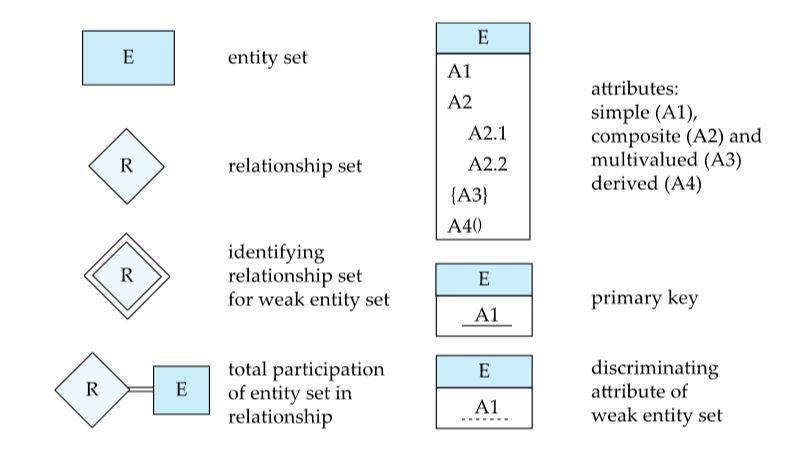 E
entity set
R
relationship set
R
identifying
relationship set
for weak entity set
R
E
total participation
of entity set in
relationship
E
A1
A2
A2.1
A2.2
{A3}
A4()
attributes:
simple (A1),
composite (A2) and
multivalued (A3)
derived (A4)
E
A1
primary key
E
A1
discriminating
attribute of
weak entity set